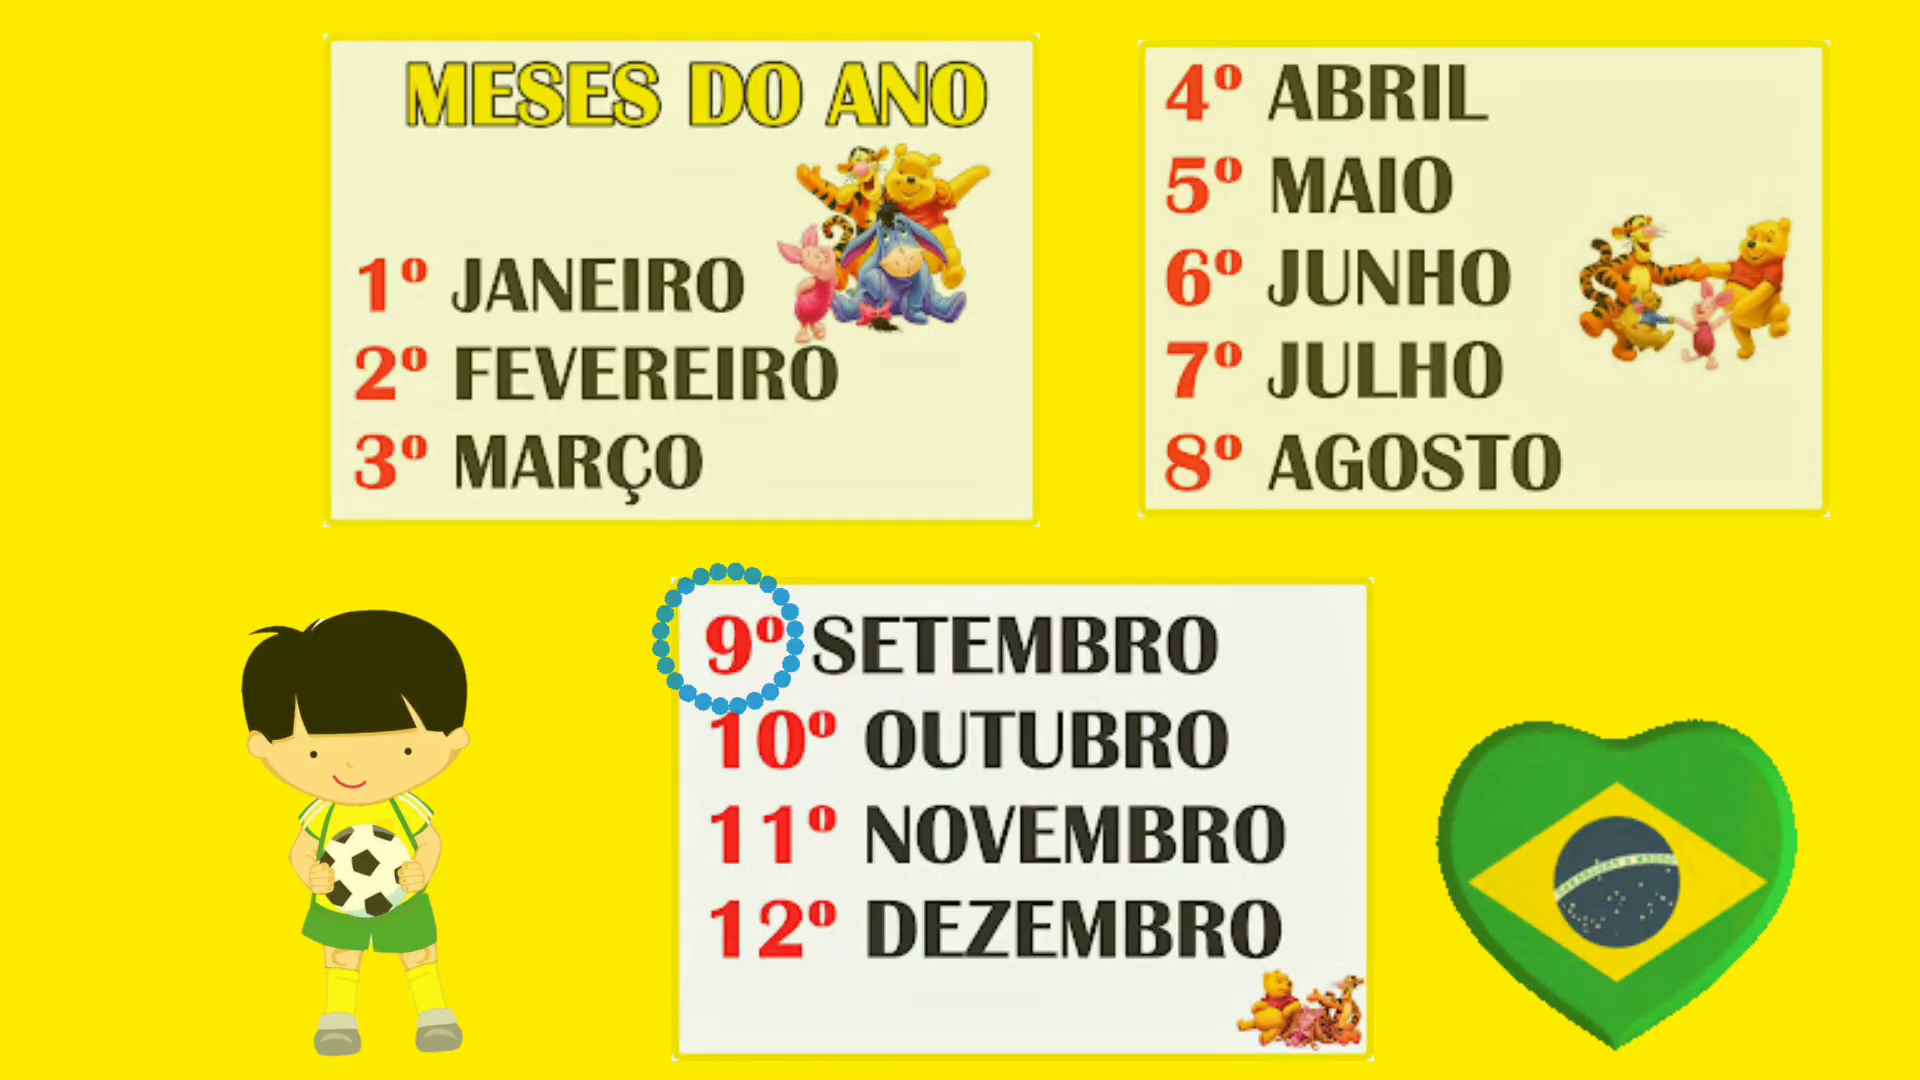 MESES DO ANO
1º JANEIRO
2º FEVEREIRO
3º MARÇO
4º ABRIL
5º MAIO
6º JUNHO
7º JULHO
8º AGOSTO
9º SETEMBRO
10º OUTUBRO
11º NOVEMBRO
12º DEZEMBRO